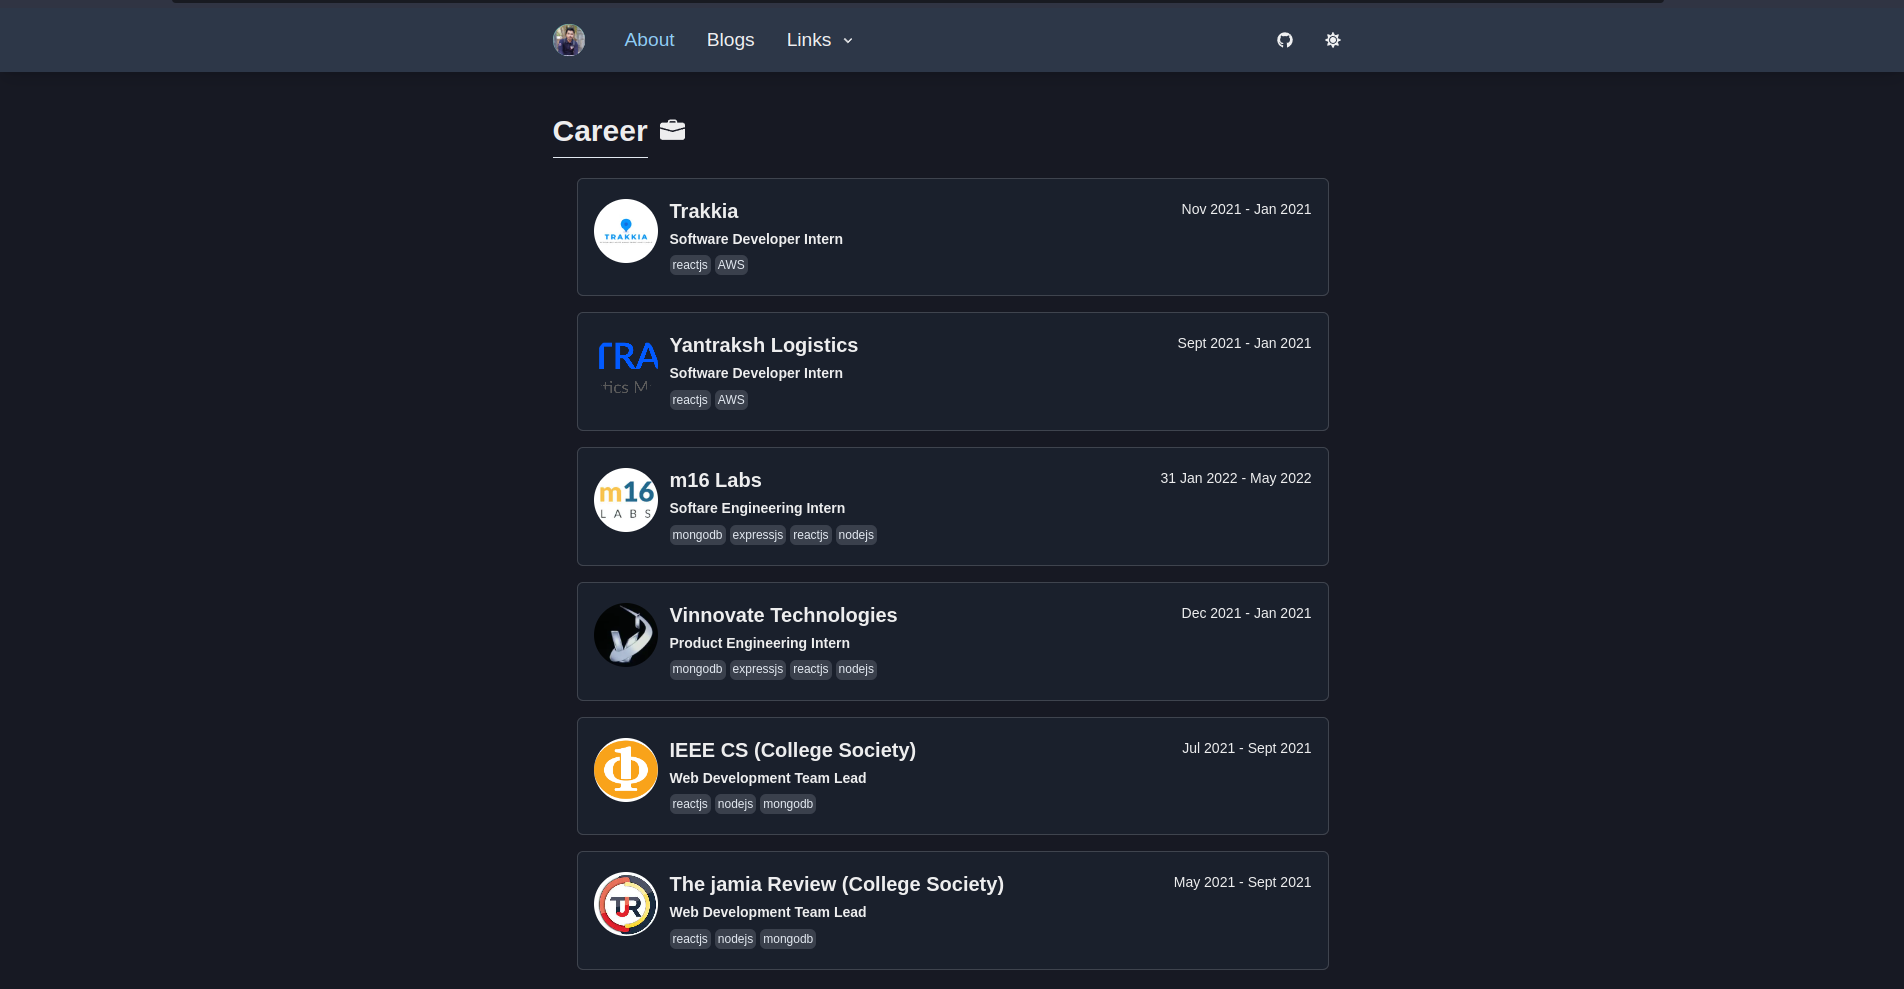 About Blogs Links
Career
TRAKKIA
Trakkia Nov 2021 - Jan 2021
Software Developer Intern
reactjs AWS
TRA
Yantraksh Logistics Sept 2021 - Jan 2021
tics M
Software Developer Intern
reactjs AWS
m16
LABS
m16 Labs 31 Jan 2022 - May 2022
Softare Engineering Intern
mongodb expressjs reactjs nodejs
Vinnovate Technologies Dec 2021 - Jan 2021
Product Engineering Intern
mongodb expressjs reactjs nodejs
IEEE CS (College Society) Jul 2021 - Sept 2021
Web Development Team Lead
reactjs nodejs mongodb
TJR
The jamia Review (College Society) May 2021 - Sept 2021
Web Development Team Lead
reactjs nodejs mongodb